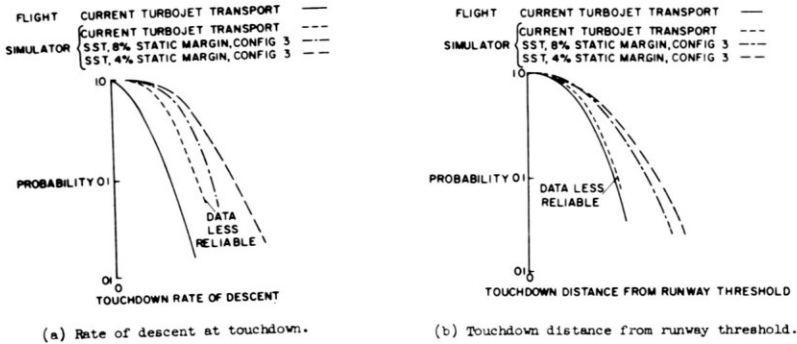 FLIGHT CURRENT TURBOJET TRANSPORT
SIMULATOR
CURRENT TURBOJET TRANSPORT
SST, 8% STATIC MARGIN, CONFIG 3
SST, 4% STATIC MARGIN, CONFIG 3
1.0
PROBABILITY 0.1
DATA
LESS
RELIABLE
.01
0
TOUCHDOWN RATE OF DESCENT
(a) Rate of descent at touchdown.
FLIGHT CURRENT TURBOJET TRANSPORT
SIMULATOR
CURRENT TURBOJET TRANSPORT
SST, 8% STATIC MARGIN, CONFIG 3
SST, 4% STATIC MARGIN, CONFIG 3
1.0
PROBABILITY 0.1
DATA LESS
RELIABLE
.01
0
TOUCHDOWN DISTANCE FROM RUNWAY THRESHOLD
(b) Touchdown distance from runway threshold.